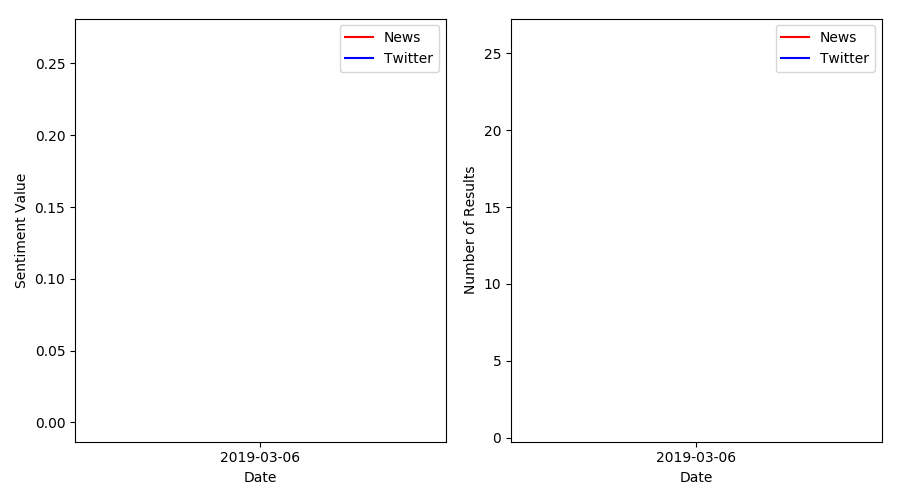 News
Twitter
0.25
0.20
0.15
0.10
0.05
0.00
Sentiment Value
2019-03-06
Date
News
Twitter
25
20
15
10
5
0
Number of Results
2019-03-06
Date